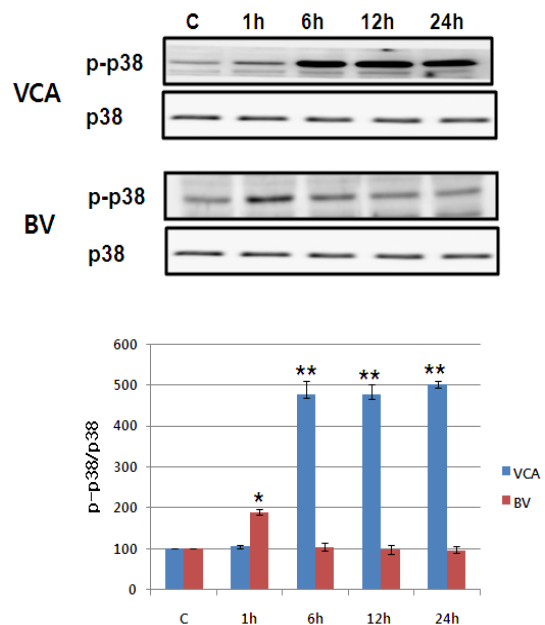 C 1h 6h 12h 24h
VCA
p-p38
p38
BV
p-p38
p38
600
500
400
300
200
100
0
p-p38/p38
*
**
**
**
C 1h 6h 12h 24h
VCA
BV